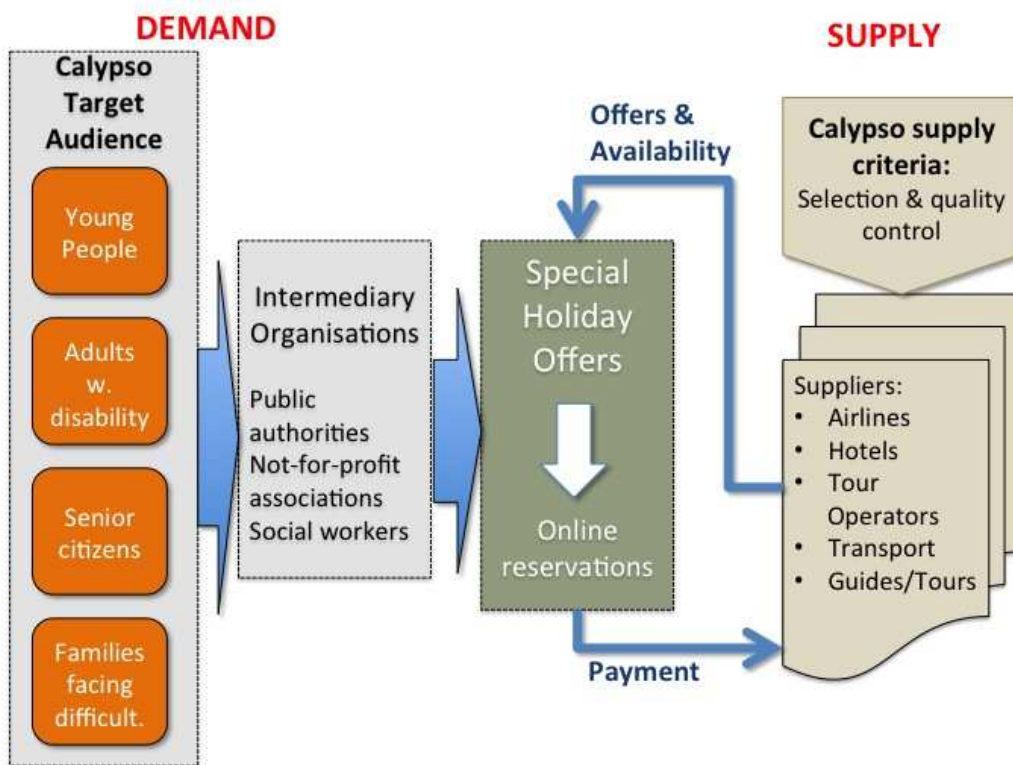 DEMAND
SUPPLY
Calypso
Target
Audience
Young
People
Adults
w.
disability
Senior
citizens
Families
facing
difficult.
Intermediary
Organisations
Public
authorities
Not-for-profit
associations
Social workers
Offers &
Availability
Special
Holiday
Offers
Online
reservations
Payment
Calypso supply
criteria:
Selection & quality
control
Suppliers:
• Airlines
• Hotels
• Tour
Operators
• Transport
• Guides/Tours